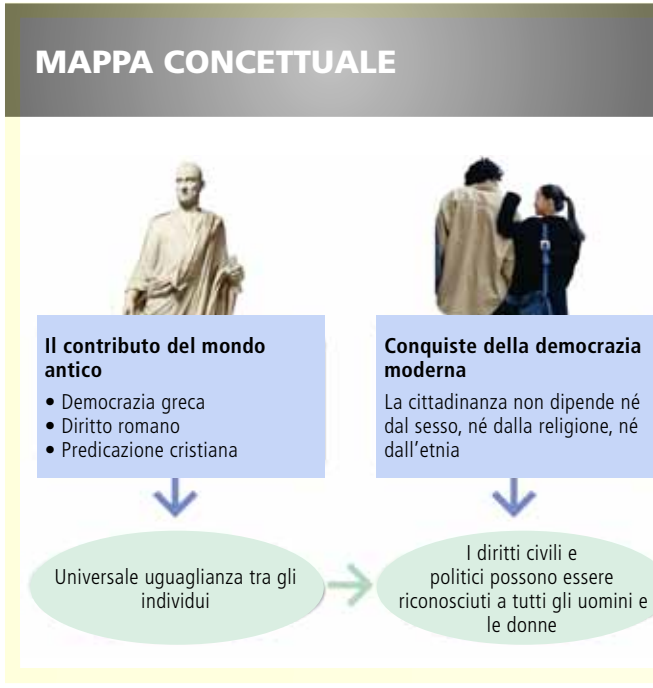 MAPPA CONCETTUALE
Il contributo del mondo
antico
• Democrazia greca
• Diritto romano
• Predicazione cristiana
Conquiste della democrazia
moderna
La cittadinanza non dipende né
dal sesso, né dalla religione, né
dall'etnia
Universale uguaglianza tra gli
individui
I diritti civili e
politici possono essere
riconosciuti a tutti gli uomini e
le donne